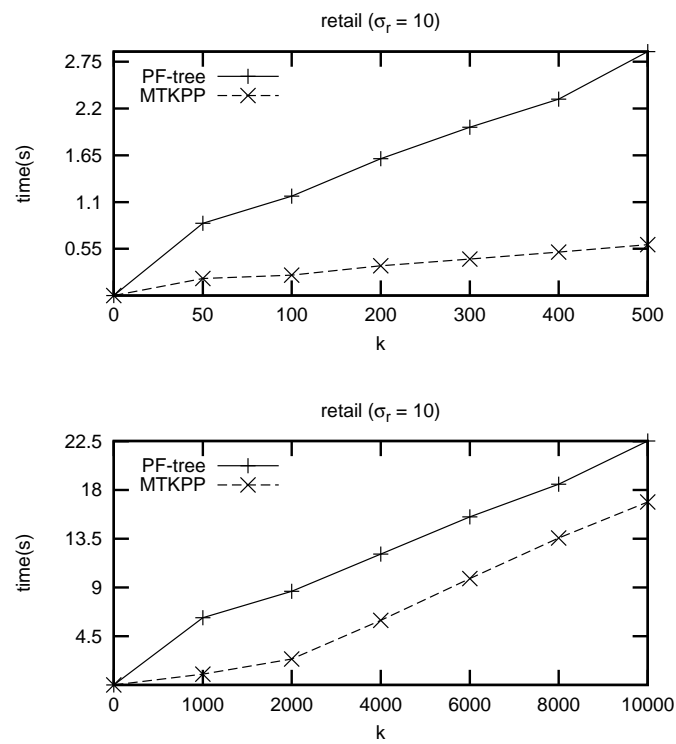 retail (σr = 10)
2.75
2.2
1.65
1.1
0.55
time(s)
PF-tree
MTKPP
0 50 100 200 300 400 500
k
retail (σr = 10)
22.5
18
13.5
9
4.5
time(s)
PF-tree
MTKPP
0 1000 2000 4000 6000 8000 10000
k